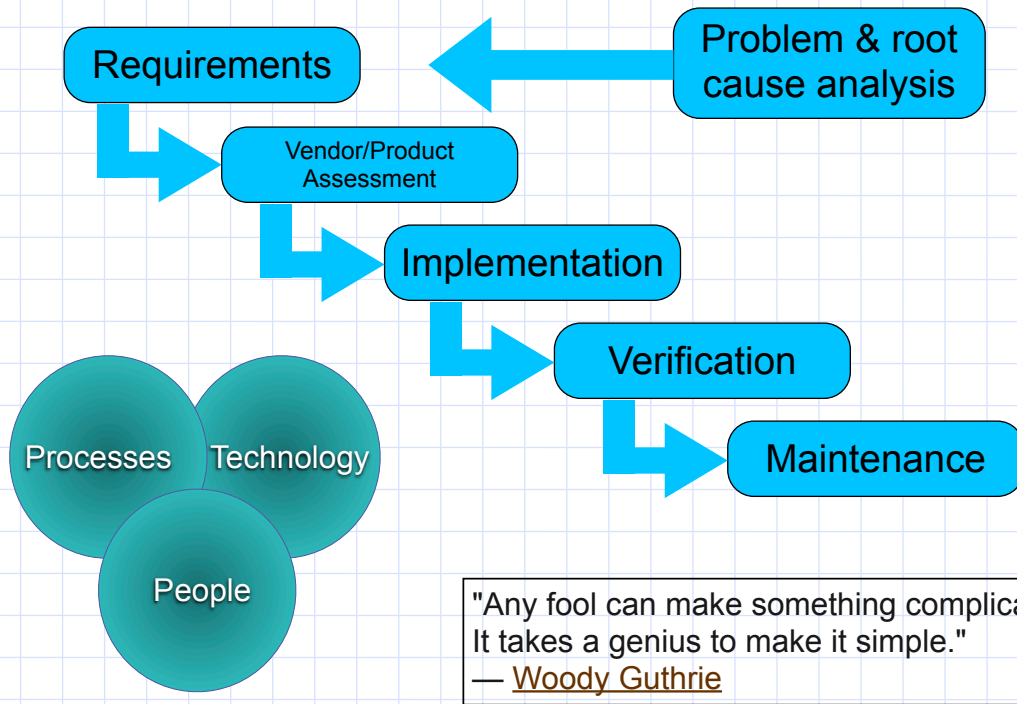 Requirements
Problem & root
cause analysis
Vendor/Product
Assessment
Implementation
Verification
Maintenance
Processes
Technology
People
"Any fool can make something
It takes a genius to make it simple."
— Woody Guthrie